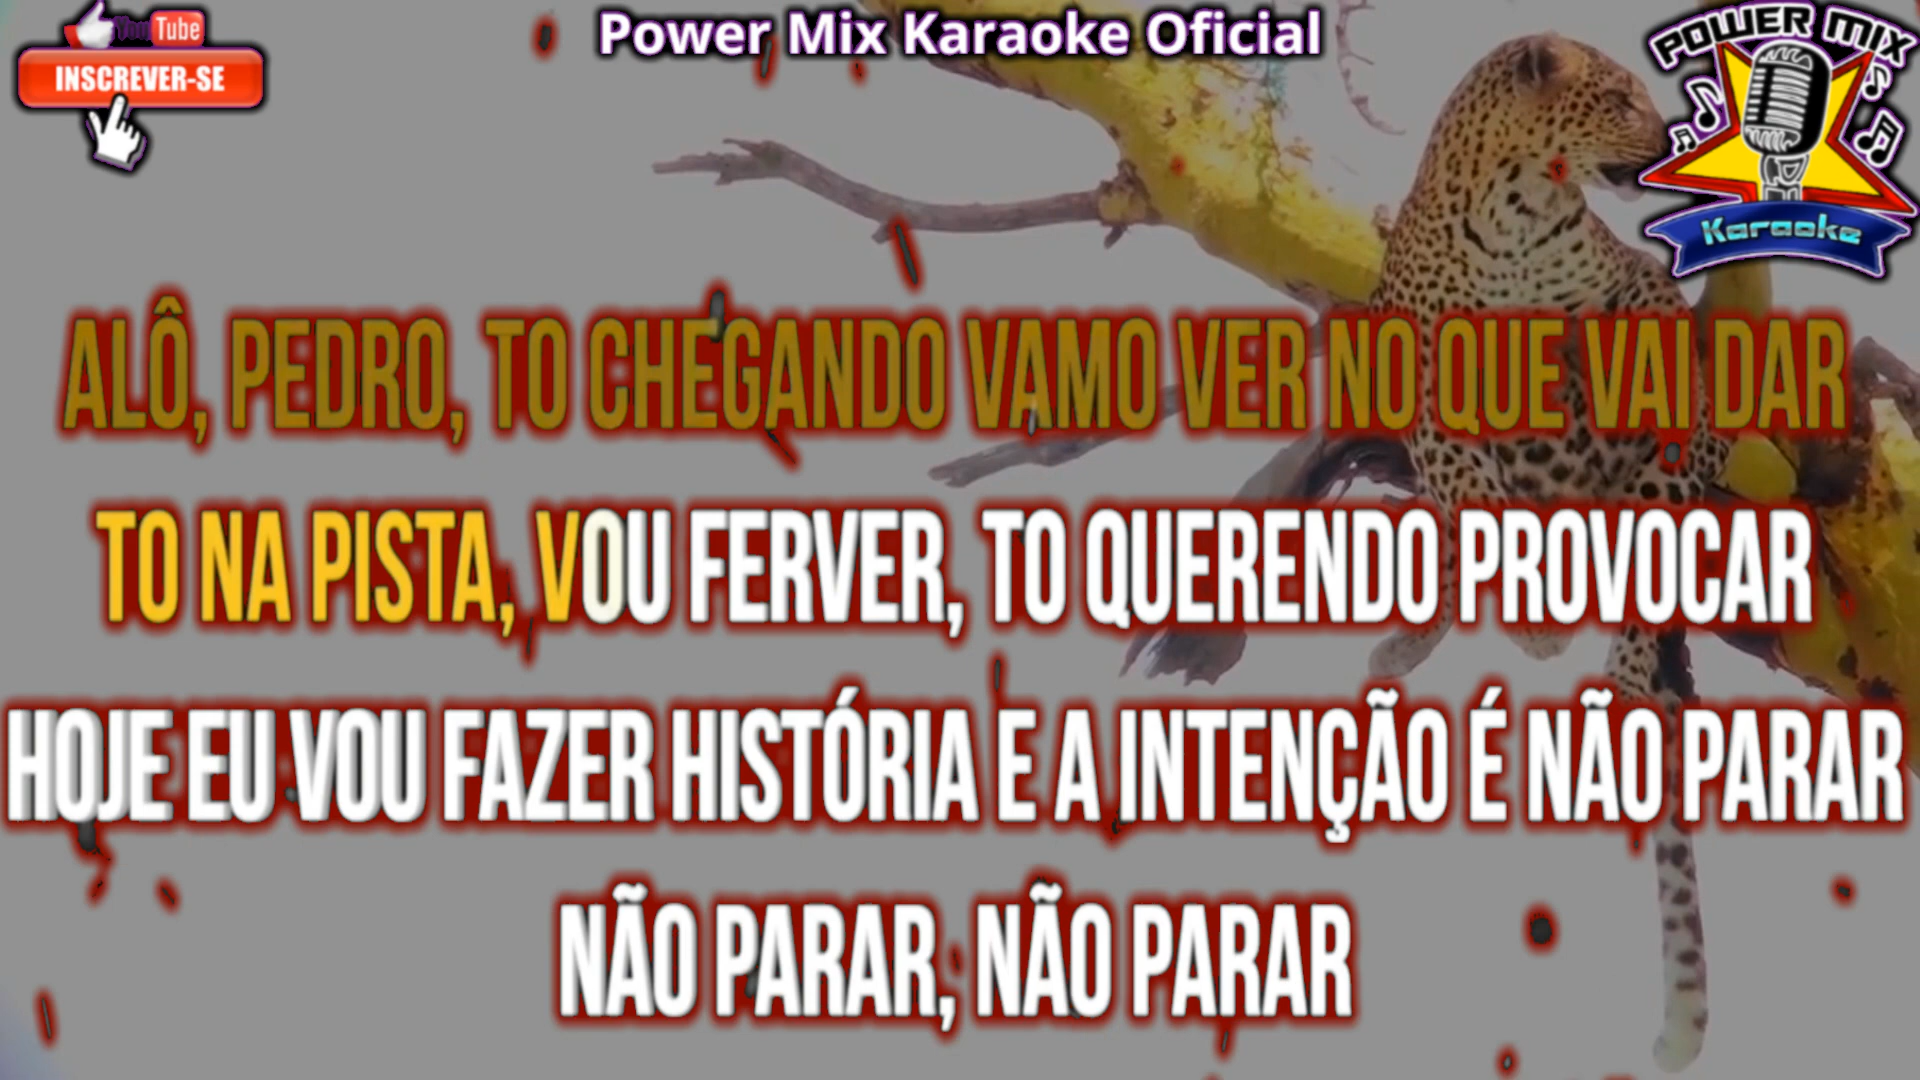 YouTube
INSCREVER-SE
Power Mix Karaoke Oficial
POWER MIX
Karaoke
ALÔ, PEDRO, TO CHEGANDO VAMO VER NO QUE VAI DAR
TO NA PISTA, VOU FERVER, TO QUERENDO PROVOCAR
HOJE EU VOU FAZER HISTÓRIA E A INTENÇÃO É NÃO PARAR
NÃO PARAR, NÃO PARAR